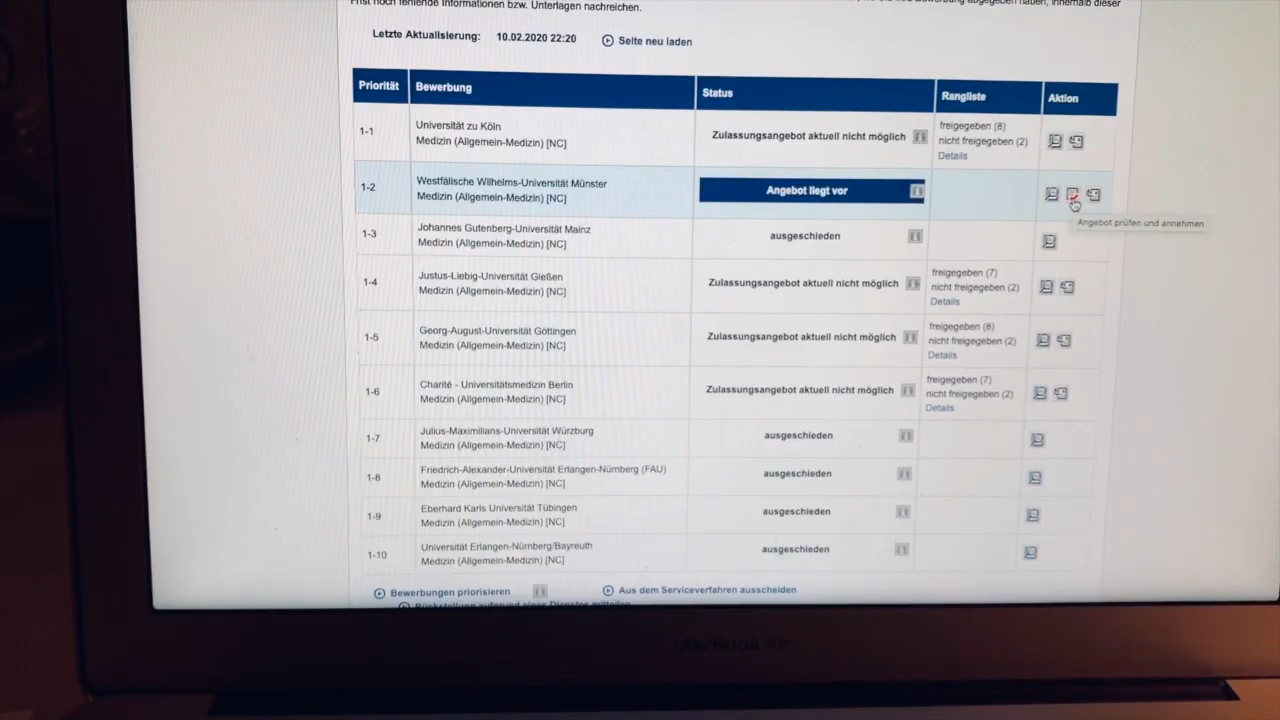 Frist noch fehlende Informationen bzw. Unterlagen nachreichen.
innerhalb dieser
Letzte Aktualisierung: 10.02.2020 22:20 Seite neu laden
Priorität Bewerbung Status Rangliste Aktion
1-1 Universität zu Köln Zulassungsangebot aktuell nicht möglich freigegeben (8)
Medizin (Allgemein-Medizin) [NC] nicht freigegeben (2)
Details
1-2 Westfälische Wilhelms-Universität Münster Angebot liegt vor
Medizin (Allgemein-Medizin) [NC]
Angebot prüfen und annehmen
1-3 Johannes Gutenberg-Universität Mainz ausgeschieden
Medizin (Allgemein-Medizin) [NC]
1-4 Justus-Liebig-Universität Gießen Zulassungsangebot aktuell nicht möglich freigegeben (7)
Medizin (Allgemein-Medizin) [NC] nicht freigegeben (2)
Details
1-5 Georg-August-Universität Göttingen Zulassungsangebot aktuell nicht möglich freigegeben (8)
Medizin (Allgemein-Medizin) [NC] nicht freigegeben (2)
Details
1-6 Charité - Universitätsmedizin Berlin Zulassungsangebot aktuell nicht möglich freigegeben (7)
Medizin (Allgemein-Medizin) [NC] nicht freigegeben (2)
Details
1-7 Julius-Maximilians-Universität Würzburg ausgeschieden
Medizin (Allgemein-Medizin) [NC]
1-8 Friedrich-Alexander-Universität Erlangen-Nürnberg (FAU) ausgeschieden
Medizin (Allgemein-Medizin) [NC]
1-9 Eberhard Karls Universität Tübingen ausgeschieden
Medizin (Allgemein-Medizin) [NC]
1-10 Universität Erlangen-Nürnberg/Bayreuth ausgeschieden
Medizin (Allgemein-Medizin) [NC]
Bewerbungen priorisieren Aus dem Serviceverfahren ausscheiden
Rückstellung aufgrund eines Dienstes mitteilen
MacBook Air